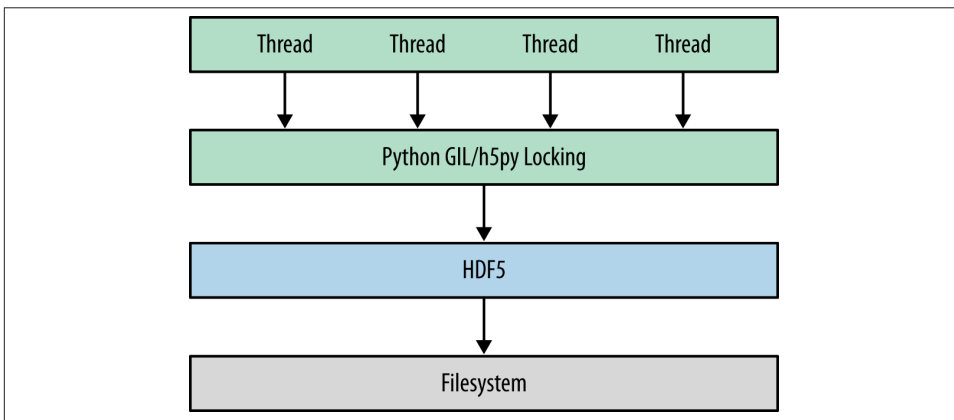 Thread Thread Thread Thread
Python GIL/h5py Locking
HDF5
Filesystem